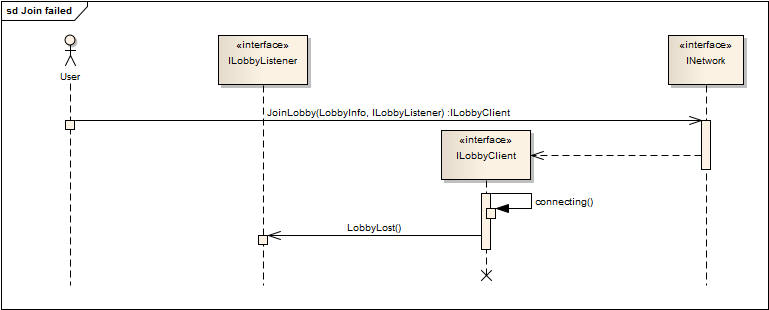 sd Join failed
User
«interface»
ILobbyListener
«interface»
INetwork
JoinLobby(LobbyInfo, ILobbyListener) :ILobbyClient
«interface»
ILobbyClient
connecting()
LobbyLost()